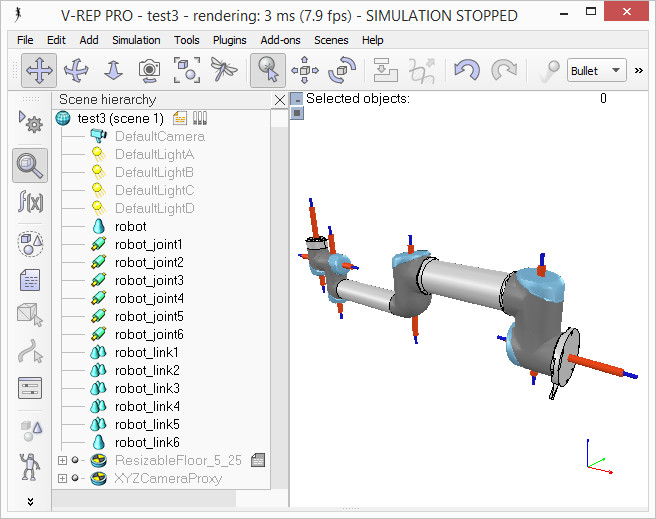 V-REP PRO - test3 - rendering: 3 ms (7.9 fps) - SIMULATION STOPPED
File Edit Add Simulation Tools Plugins Add-ons Scenes Help
Bullet »
Scene hierarchy
Selected objects: 0
test3 (scene 1)
DefaultCamera
DefaultLightA
DefaultLightB
DefaultLightC
DefaultLightD
robot
robot_joint1
robot_joint2
robot_joint3
robot_joint4
robot_joint5
robot_joint6
robot_link1
robot_link2
robot_link3
robot_link4
robot_link5
robot_link6
ResizableFloor_5_25
XYZCameraProxy
f(x)